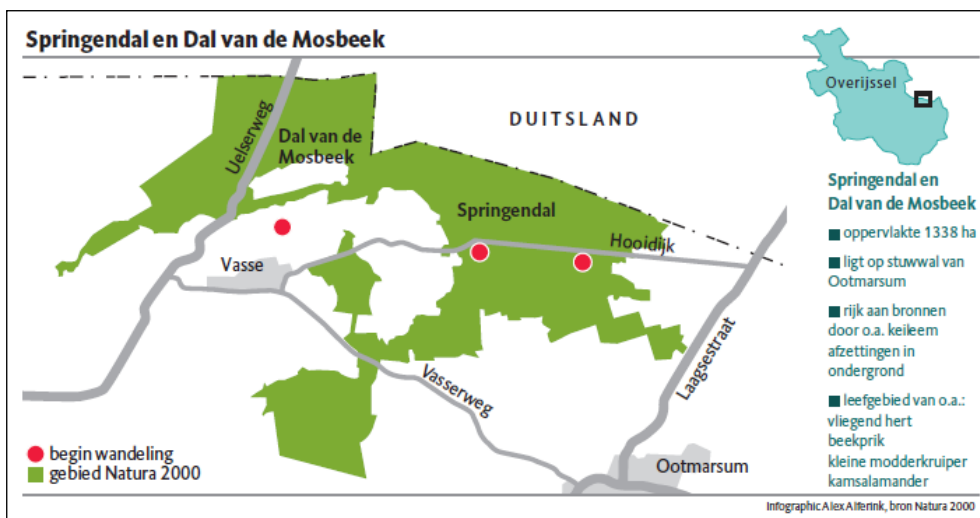 Springendal en Dal van de Mosbeek
Uelserweg
Dal van de
Mosbeek
DUITSLAND
Springendal
Hooidijk
Vasse
Vasserweg
Laagsestraat
Ootmarsum
begin wandeling
gebied Natura 2000
Overijssel
Springendal en
Dal van de Mosbeek
oppervlakte 1338 ha
ligt op stuwwal van
Ootmarsum
rijk aan bronnen
door o.a. keileem
afzettingen in
ondergrond
leefgebied van o.a.:
vliegend hert
beekprik
kleine modderkruiper
kamsalamander
Infographic Alex Alferink, bron Natura 2000